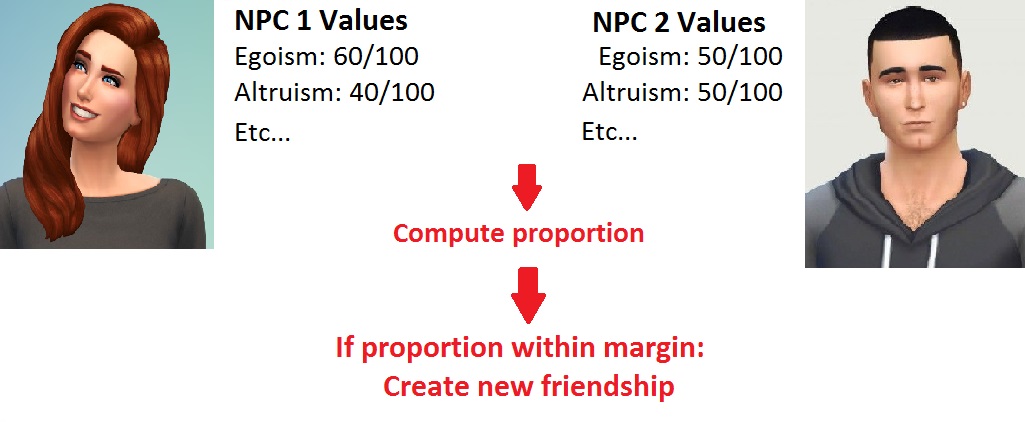 NPC 1 Values
Egoism: 60/100
Altruism: 40/100
Etc...
NPC 2 Values
Egoism: 50/100
Altruism: 50/100
Etc...
Compute proportion
If proportion within margin:
Create new friendship